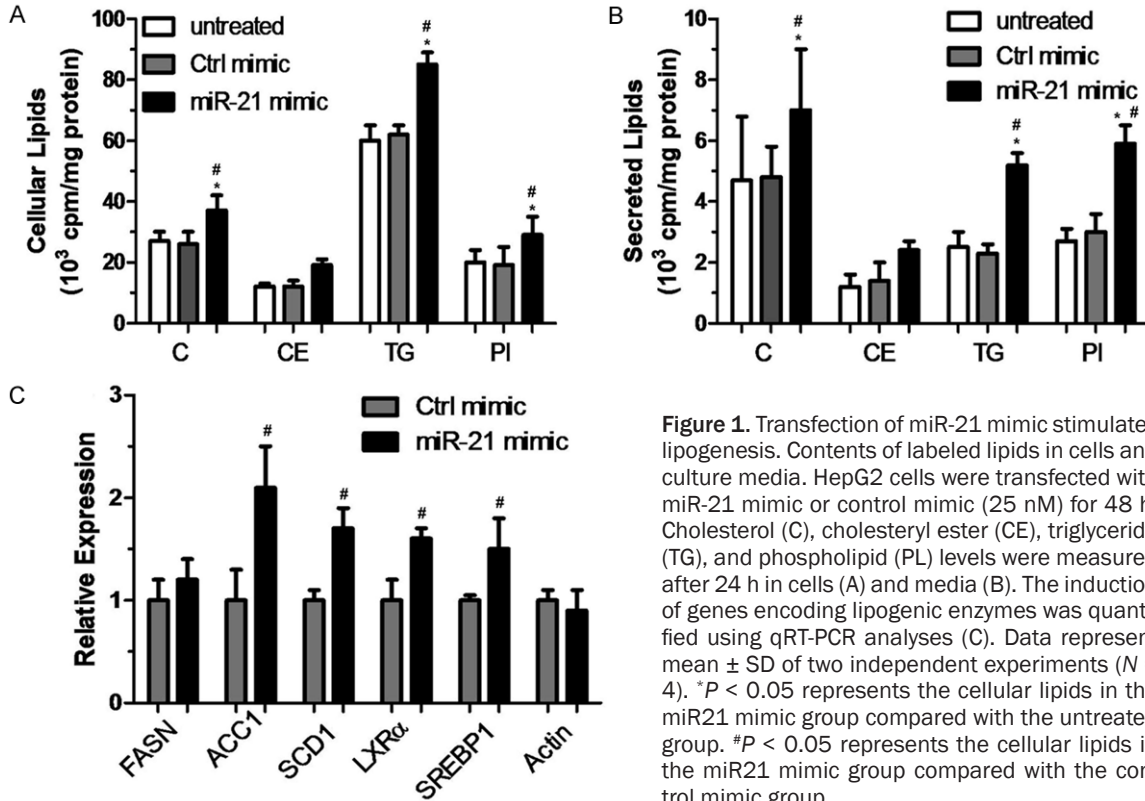 A
Cellular Lipids
(10³ cpm/mg protein)
100
80
60
40
20
0
untreated
Ctrl mimic
miR-21 mimic
#
*
#
*
#
*
C CE TG PI
B
Secreted Lipids
(10³ cpm/mg protein)
10
8
6
4
2
0
untreated
Ctrl mimic
miR-21 mimic
#
*
#
*
* #
C CE TG PI
C
Relative Expression
3
2
1
0
Ctrl mimic
miR-21 mimic
#
#
#
#
FASN ACC1 SCD1 LXRα SREBP1 Actin
Figure 1. Transfection of miR-21 mimic stimulate
lipogenesis. Contents of labeled lipids in cells an
culture media. HepG2 cells were transfected wit
miR-21 mimic or control mimic (25 nM) for 48 h
Cholesterol (C), cholesteryl ester (CE), triglycerid
(TG), and phospholipid (PL) levels were measure
after 24 h in cells (A) and media (B). The induction
of genes encoding lipogenic enzymes was quant
fied using qRT-PCR analyses (C). Data represen
mean ± SD of two independent experiments (N
4). *P < 0.05 represents the cellular lipids in th
miR21 mimic group compared with the untreate
group. #P < 0.05 represents the cellular lipids i
the miR21 mimic group compared with the con
trol mimic group